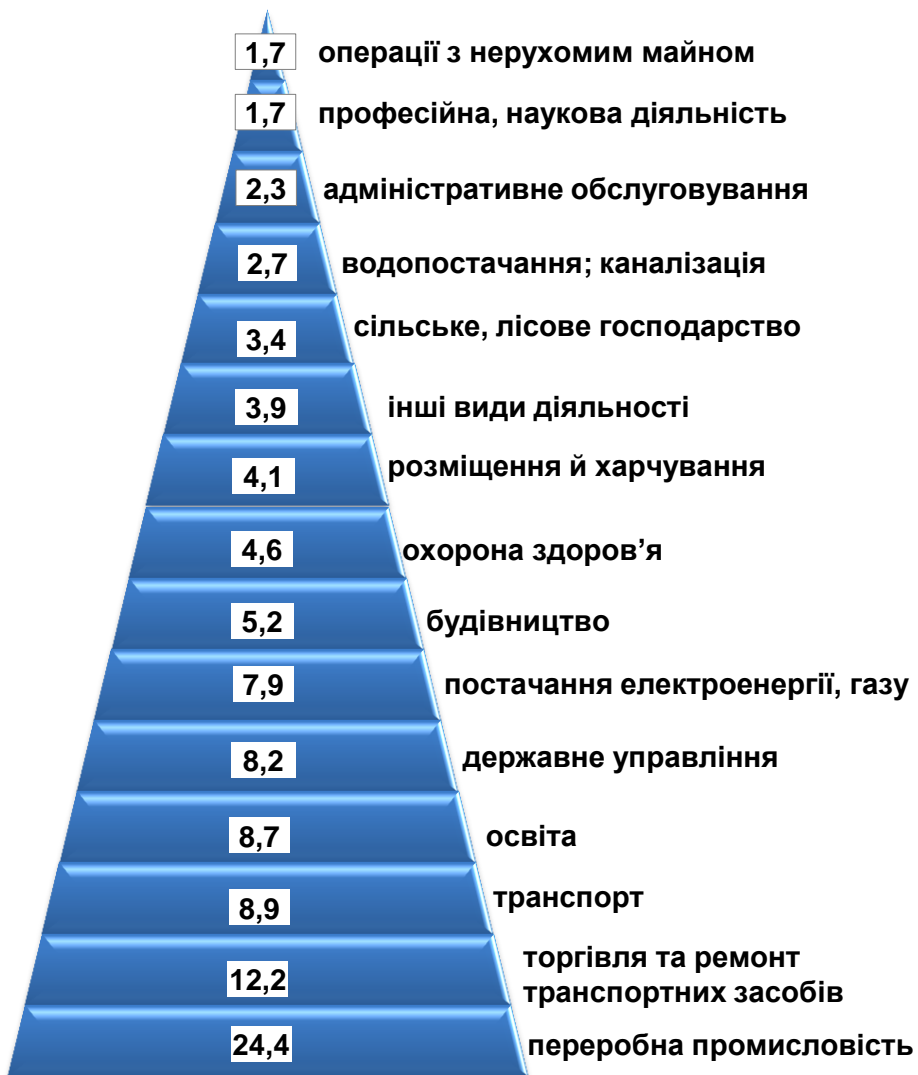 1,7 операції з нерухомим майном
1,7 професійна, наукова діяльність
2,3 адміністративне обслуговування
2,7 водопостачання; каналізація
3,4 сільське, лісове господарство
3,9 інші види діяльності
4,1 розміщення й харчування
4,6 охорона здоров’я
5,2 будівництво
7,9 постачання електроенергії, газу
8,2 державне управління
8,7 освіта
8,9 транспорт
12,2 торгівля та ремонт
транспортних засобів
24,4 переробна промисловість